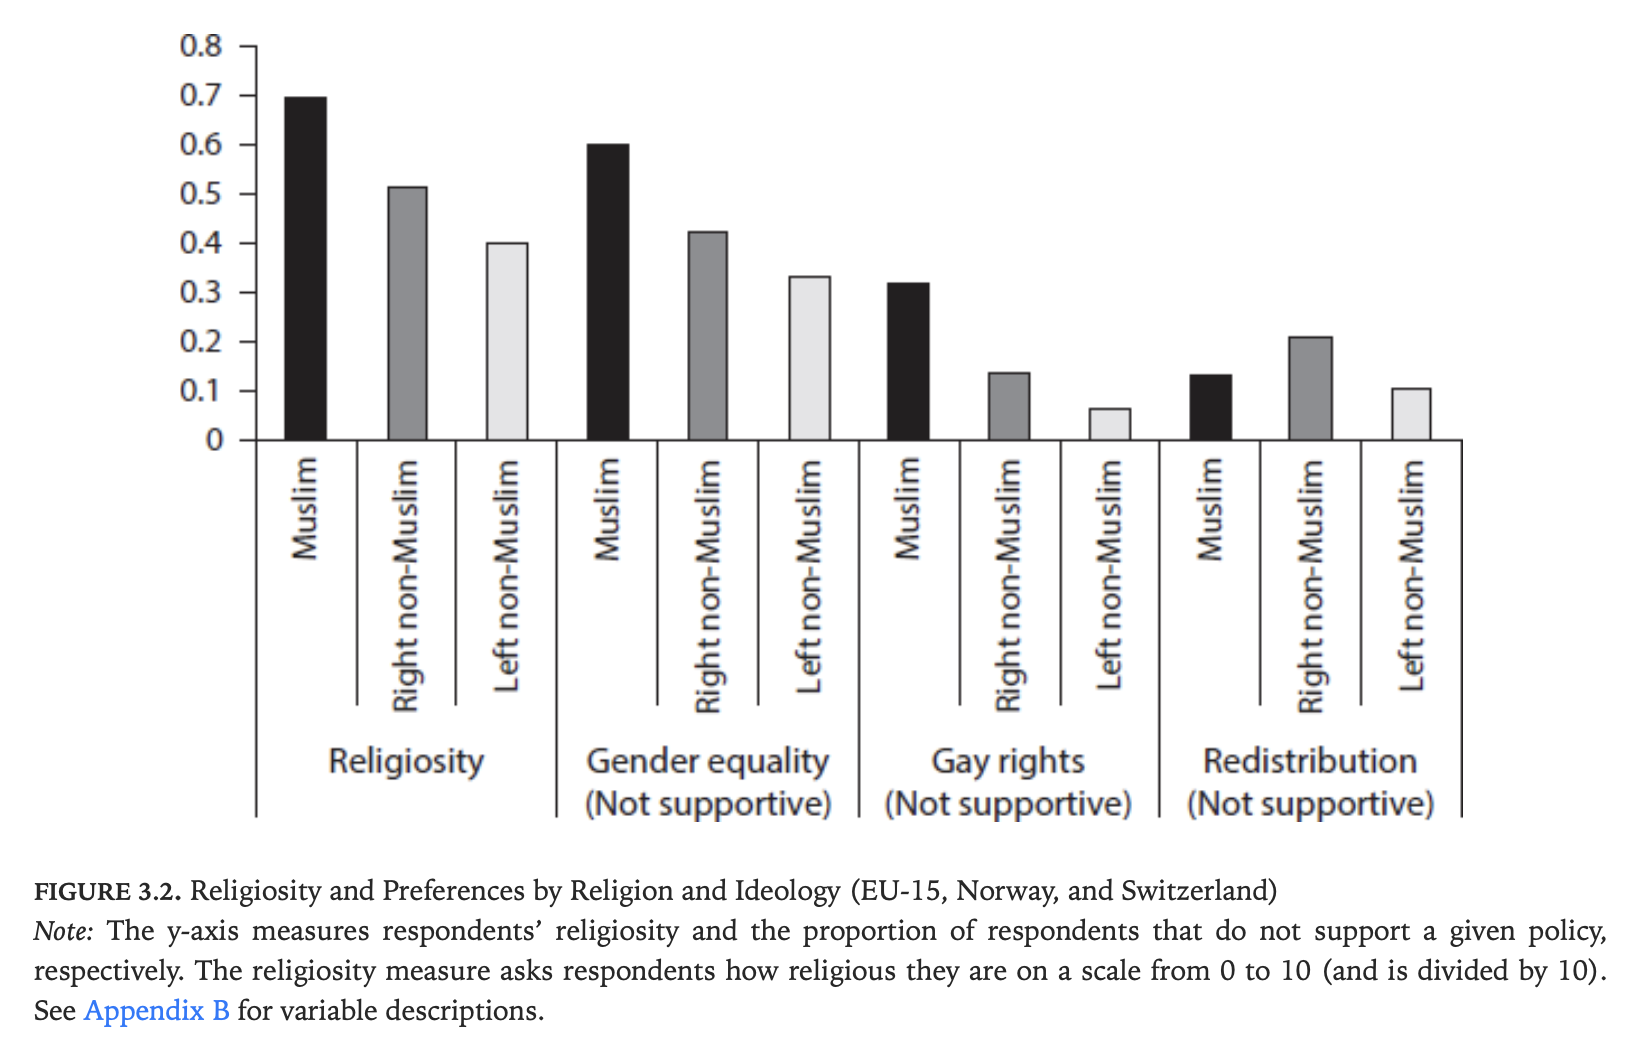 0.8
0.7
0.6
0.5
0.4
0.3
0.2
0.1
0
Muslim
Right non-Muslim
Left non-Muslim
Muslim
Right non-Muslim
Left non-Muslim
Muslim
Right non-Muslim
Left non-Muslim
Muslim
Right non-Muslim
Left non-Muslim
Religiosity
Gender equality
(Not supportive)
Gay rights
(Not supportive)
Redistribution
(Not supportive)
FIGURE 3.2. Religiosity and Preferences by Religion and Ideology (EU-15, Norway, and Switzerland)
Note: The y-axis measures respondents’ religiosity and the proportion of respondents that do not support a given policy,
respectively. The religiosity measure asks respondents how religious they are on a scale from 0 to 10 (and is divided by 10).
See Appendix B for variable descriptions.